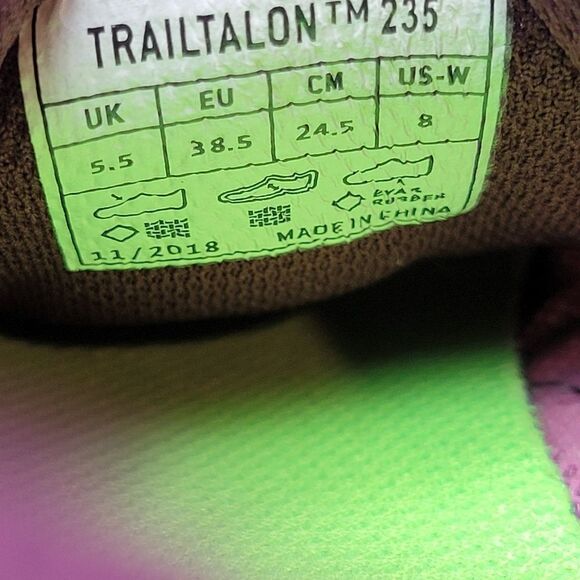 TRAILTALON™ 235
UK EU CM US-W
5.5 38.5 24.5 8
EVA & RUBBER
11/2018 MADE IN CHINA